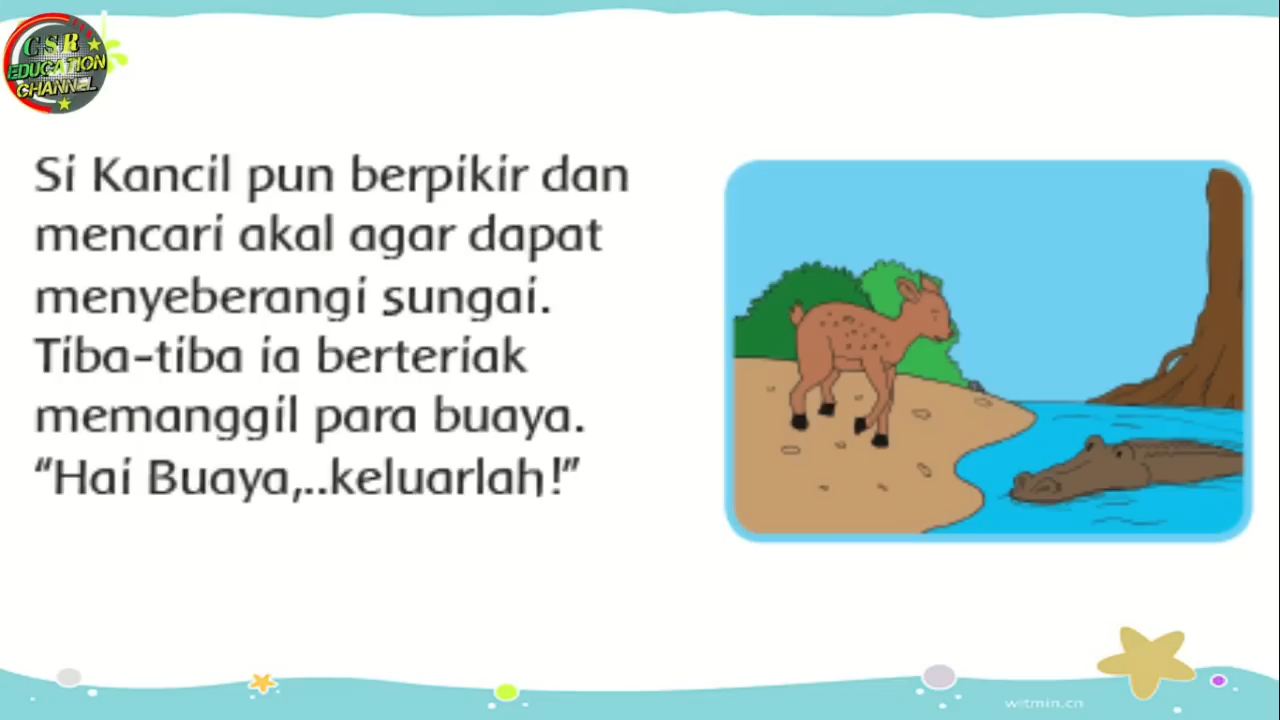 CSR
EDUCATION
CHANNEL
Si Kancil pun berpikir dan
mencari akal agar dapat
menyeberangi sungai.
Tiba-tiba ia berteriak
memanggil para buaya.
“Hai Buaya,..keluarlah!”
witmin.cn